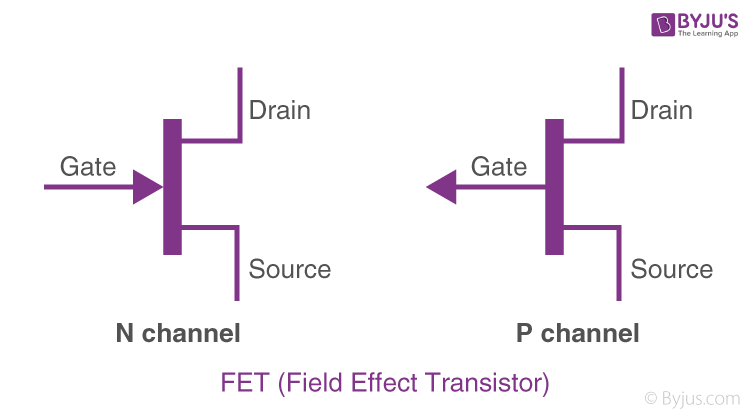 BYJU'S
The Learning App
Drain
Gate
Source
N channel
Drain
Gate
Source
P channel
FET (Field Effect Transistor)
© Byjus.com